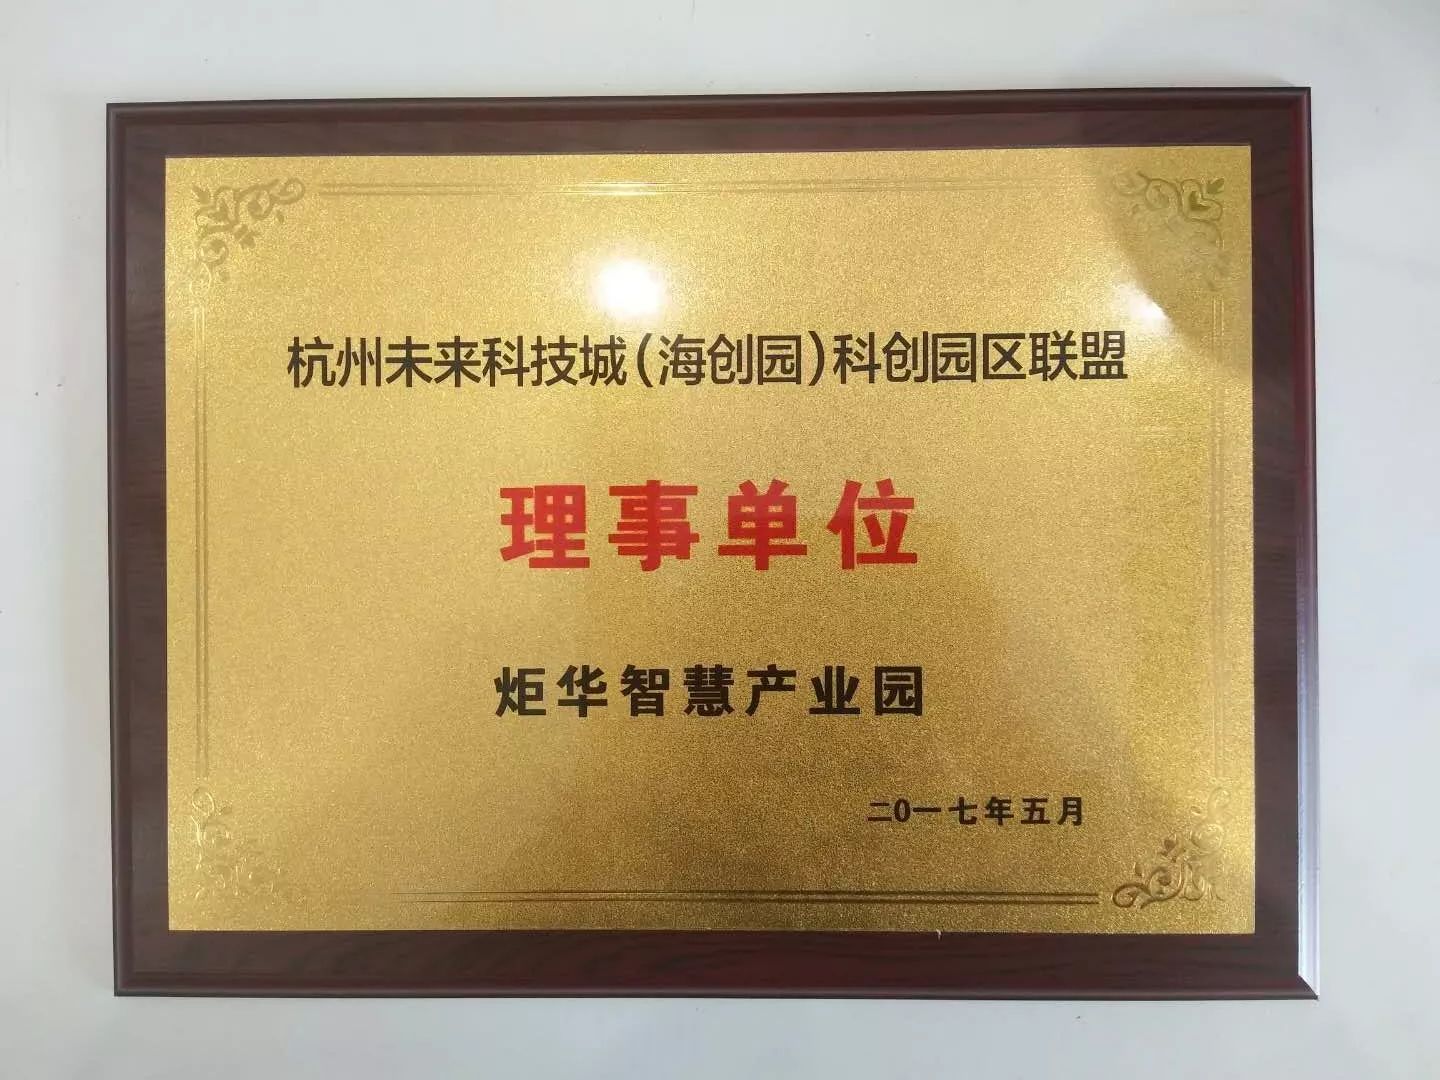 杭州未来科技城(海创园)科创园区联盟
理事单位
炬华智慧产业园
二0一七年五月